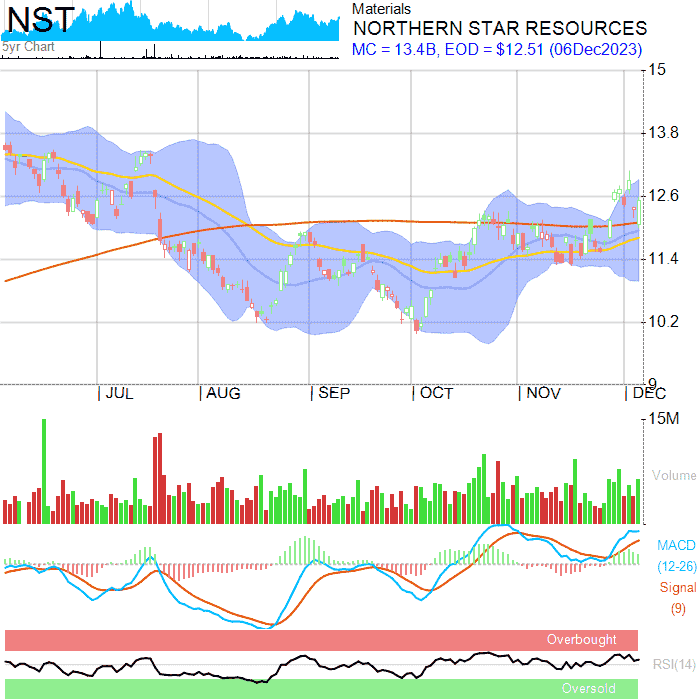 NST
5yr Chart
Materials
NORTHERN STAR RESOURCES
MC = 13.4B, EOD = $12.51 (06Dec2023)
15
13.8
12.6
11.4
10.2
9
JUL AUG SEP OCT NOV DEC
15M
Volume
MACD
(12-26)
Signal
(9)
Overbought
RSI(14)
Oversold